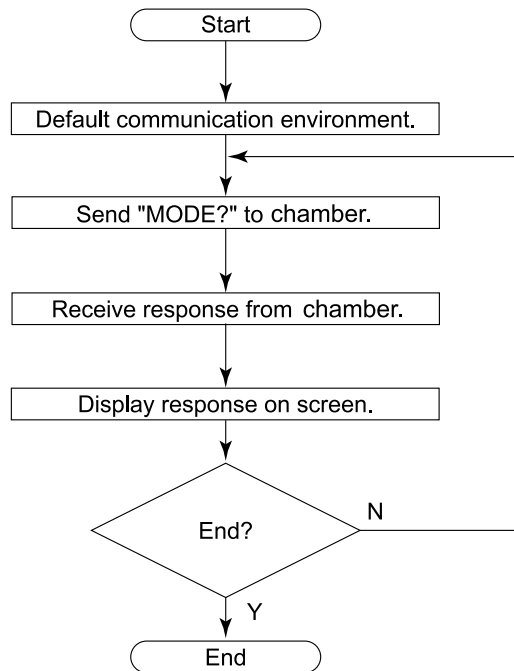 Start
Default communication environment.
Send "MODE?" to chamber.
Receive response from chamber.
Display response on screen.
End?
N
Y
End